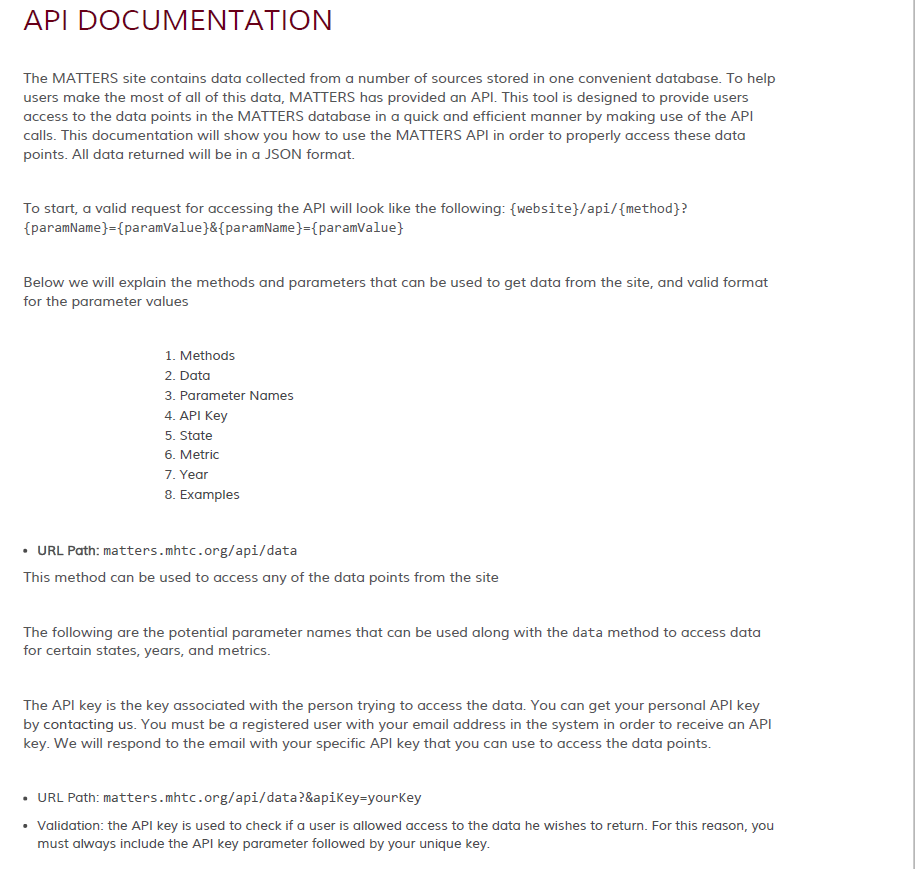 API DOCUMENTATION
The MATTERS site contains data collected from a number of sources stored in one convenient database. To help
users make the most of all of this data, MATTERS has provided an API. This tool is designed to provide users
access to the data points in the MATTERS database in a quick and efficient manner by making use of the API
calls. This documentation will show you how to use the MATTERS API in order to properly access these data
points. All data returned will be in a JSON format.
To start, a valid request for accessing the API will look like the following: {website}/api/{method}?
{paramName}={paramValue}&{paramName}={paramValue}
Below we will explain the methods and parameters that can be used to get data from the site, and valid format
for the parameter values
1. Methods
2. Data
3. Parameter Names
4. API Key
5. State
6. Metric
7. Year
8. Examples
• URL Path: matters.mhtc.org/api/data
This method can be used to access any of the data points from the site
The following are the potential parameter names that can be used along with the data method to access data
for certain states, years, and metrics.
The API key is the key associated with the person trying to access the data. You can get your personal API key
by contacting us. You must be a registered user with your email address in the system in order to receive an API
key. We will respond to the email with your specific API key that you can use to access the data points.
• URL Path: matters.mhtc.org/api/data?&apiKey=yourKey
• Validation: the API key is used to check if a user is allowed access to the data he wishes to return. For this reason, you
must always include the API key parameter followed by your unique key.